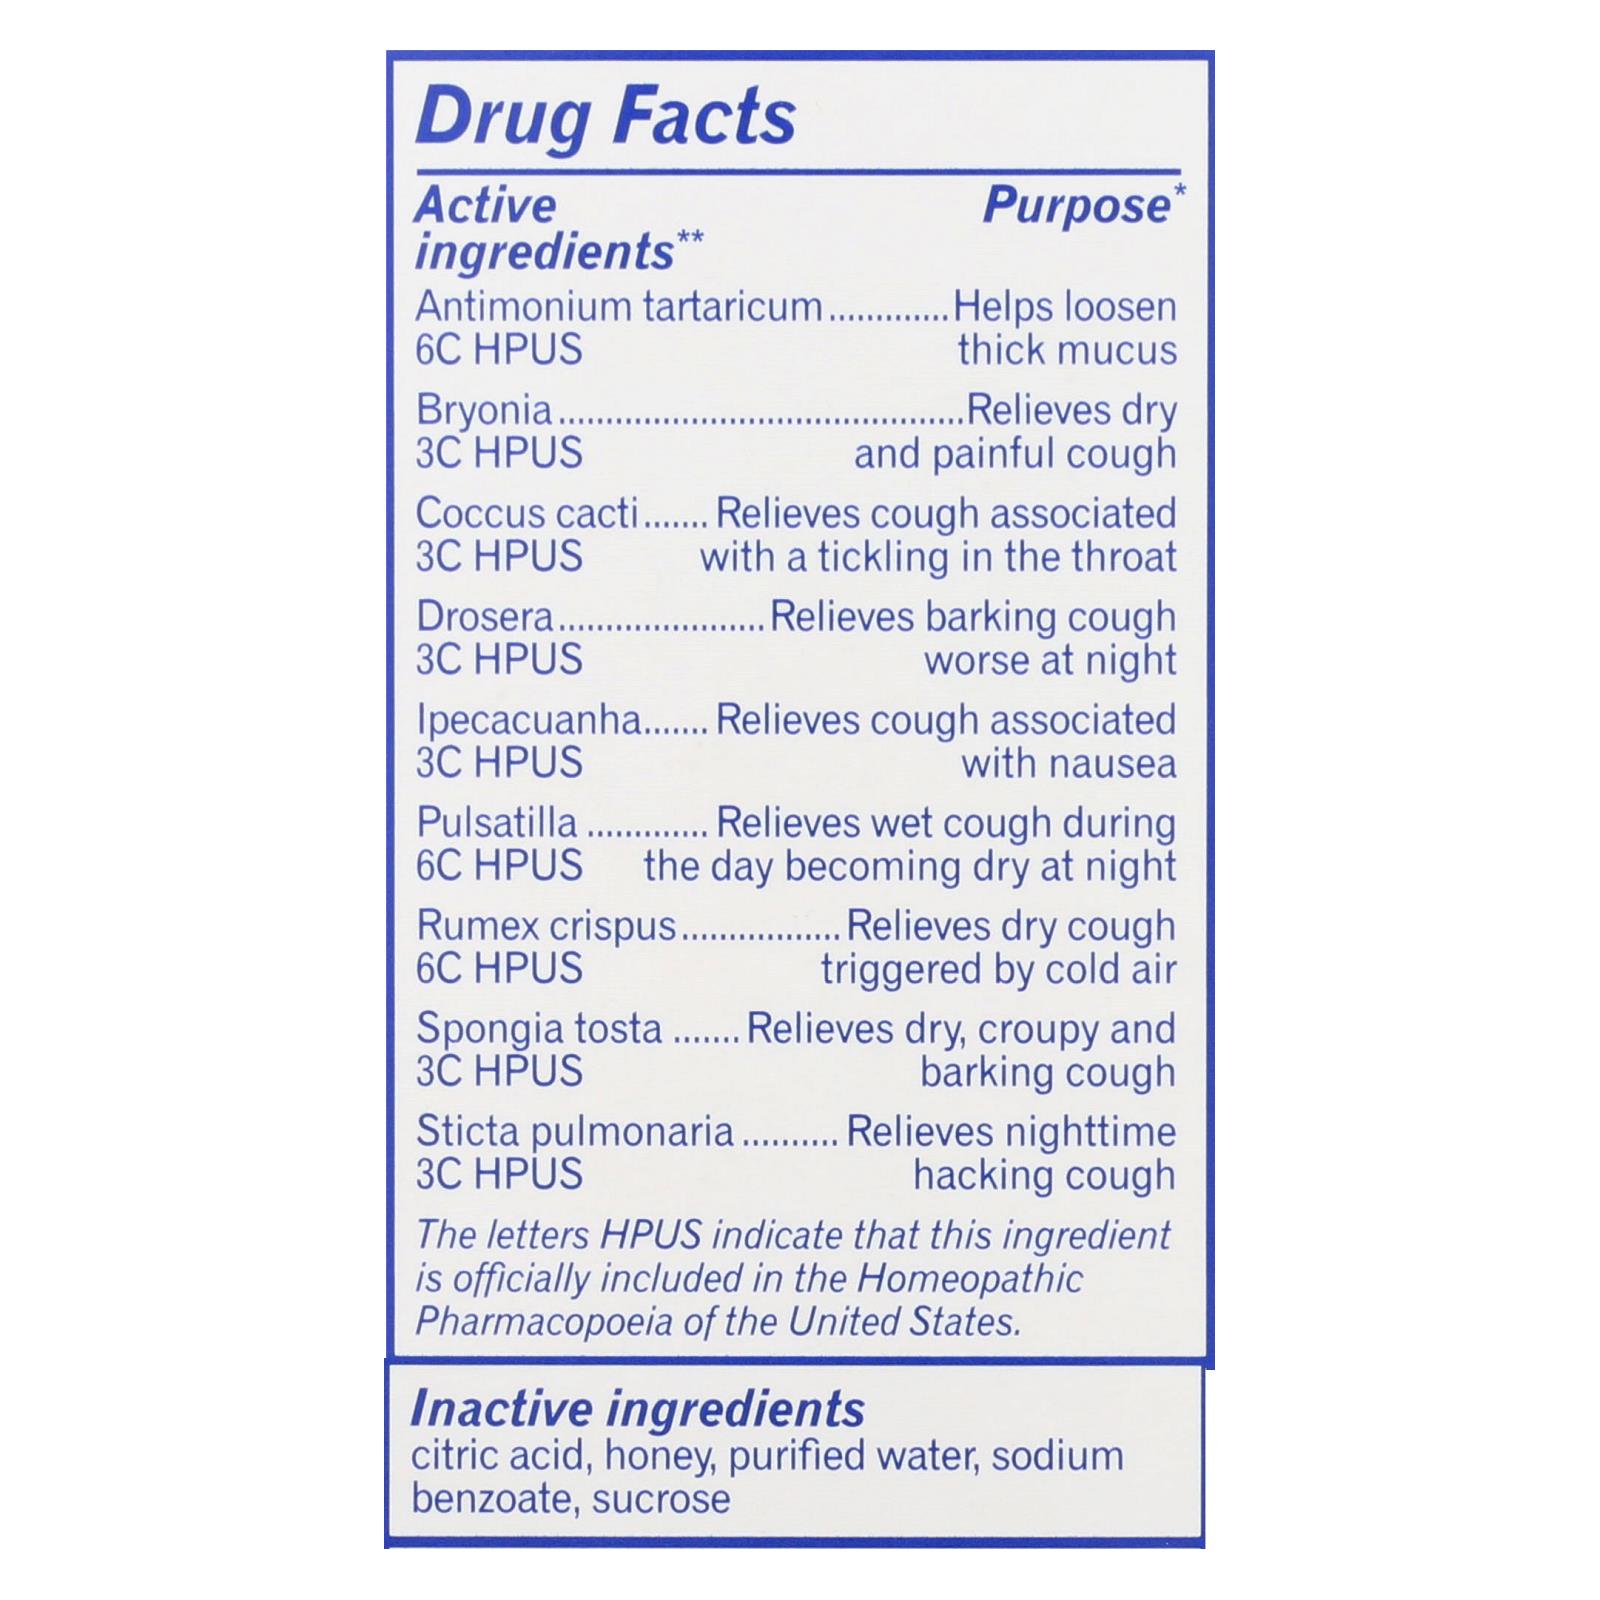 Drug Facts
Active Purpose*
ingredients**
Antimonium tartaricum.............Helps loosen
6C HPUS thick mucus
Bryonia...........................................Relieves dry
3C HPUS and painful cough
Coccus cacti....... Relieves cough associated
3C HPUS with a tickling in the throat
Drosera......................Relieves barking cough
3C HPUS worse at night
Ipecacuanha....... Relieves cough associated
3C HPUS with nausea
Pulsatilla ............. Relieves wet cough during
6C HPUS the day becoming dry at night
Rumex crispus.................Relieves dry cough
6C HPUS triggered by cold air
Spongia tosta .......Relieves dry, croupy and
3C HPUS barking cough
Sticta pulmonaria .......... Relieves nighttime
3C HPUS hacking cough
The letters HPUS indicate that this ingredient
is officially included in the Homeopathic
Pharmacopoeia of the United States.
Inactive ingredients
citric acid, honey, purified water, sodium
benzoate, sucrose